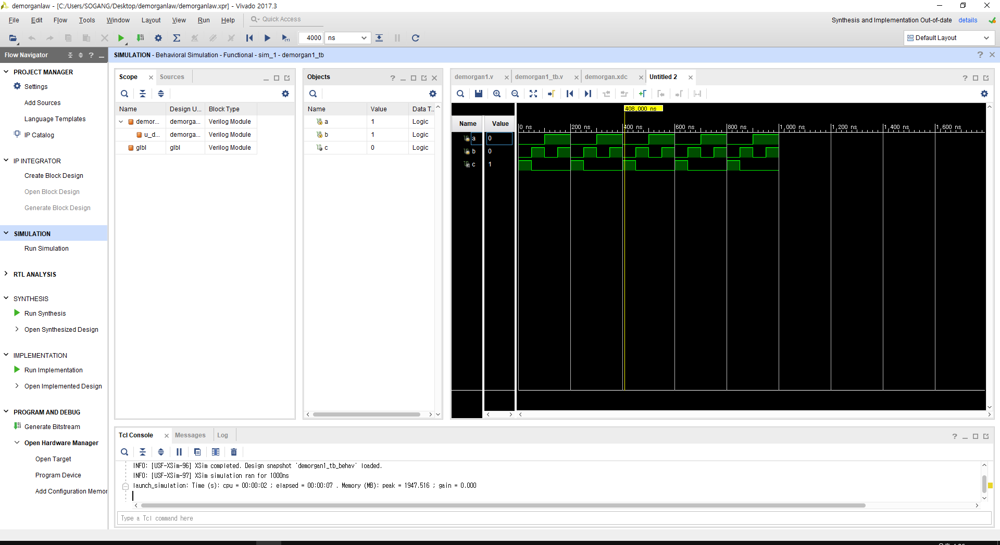 demorganlaw - [C:/Users/SOGANG/Desktop/demorganlaw/demorganlaw.xpr] - Vivado 2017.3
File Edit Flow Tools Window Layout View Run Help Quick Access
Synthesis and Implementation Out-of-date details
4000 ns
Default Layout
Flow Navigator
PROJECT MANAGER
Settings
Add Sources
Language Templates
IP Catalog
IP INTEGRATOR
Create Block Design
Open Block Design
Generate Block Design
SIMULATION
Run Simulation
RTL ANALYSIS
SYNTHESIS
Run Synthesis
Open Synthesized Design
IMPLEMENTATION
Run Implementation
Open Implemented Design
PROGRAM AND DEBUG
Generate Bitstream
Open Hardware Manager
Open Target
Program Device
Add Configuration Memor
SIMULATION - Behavioral Simulation - Functional - sim_1 - demorgan1_tb
Scope Sources
Name Design U... Block Type
demor... demorga... Verilog Module
u_d... demorga... Verilog Module
glbl glbl Verilog Module
Objects
Name Value Data T...
a 1 Logic
b 1 Logic
c 0 Logic
demorgan1.v demorgan1_tb.v demorgan.xdc Untitled 2
408,000 ns
Name Value
0 ns 200 ns 400 ns 600 ns 800 ns 1,000 ns 1,200 ns 1,400 ns 1,600 ns
a 0
b 0
c 1
Tcl Console Messages Log
INFO: [USF-XSim-96] XSim completed. Design snapshot 'demorgan1_tb_behav' loaded.
INFO: [USF-XSim-97] XSim simulation ran for 1000ns
launch_simulation: Time (s): cpu = 00:00:02 ; elapsed = 00:00:07 . Memory (MB): peak = 1947.516 ; gain = 0.000
Type a Tcl command here